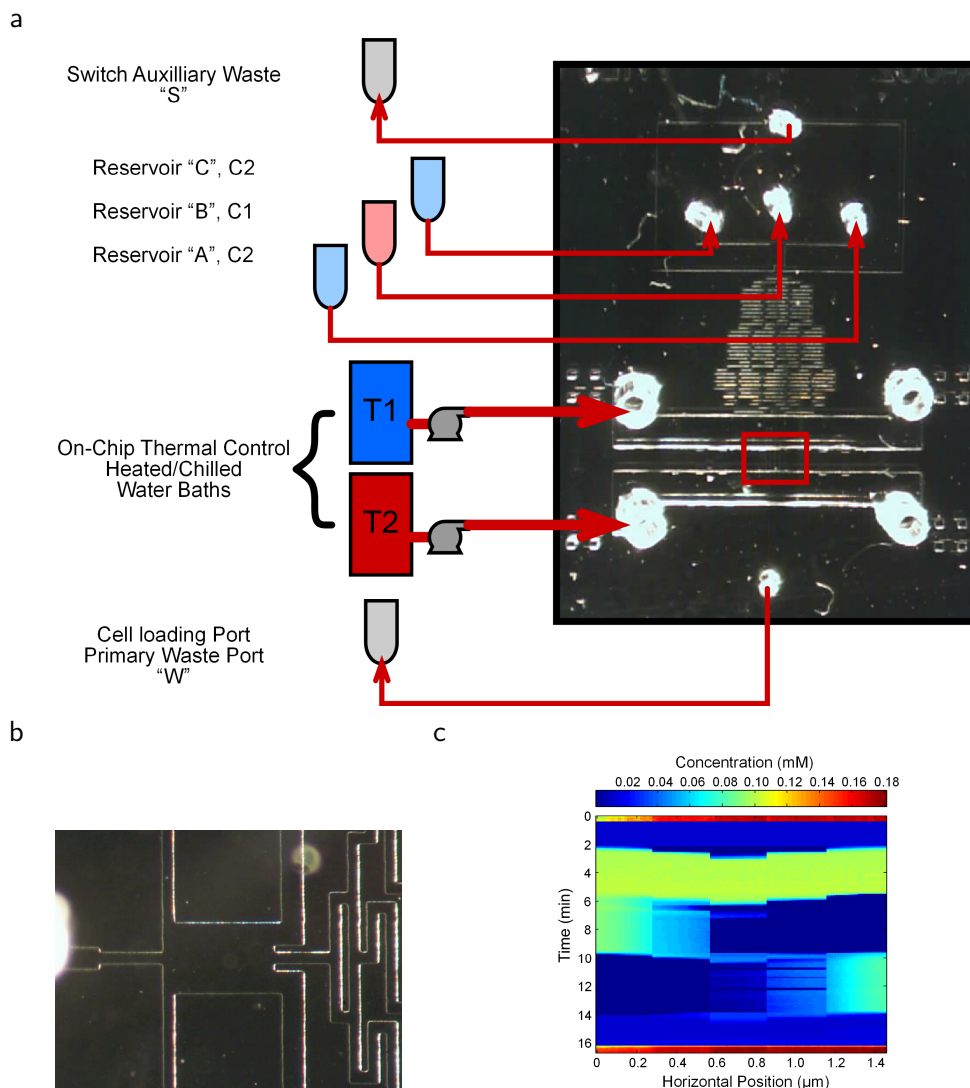 a
Switch Auxilliary Waste
“S”
Reservoir “C”, C2
Reservoir “B”, C1
Reservoir “A”, C2
T1
On-Chip Thermal Control
Heated/Chilled
Water Baths
T2
Cell loading Port
Primary Waste Port
“W”
b
c
Concentration (mM)
0.02 0.04 0.06 0.08 0.10 0.12 0.14 0.16 0.18
0
2
4
6
8
10
12
14
16
Time (min)
0 0.2 0.4 0.6 0.8 1.0 1.2 1.4
Horizontal Position (µm)